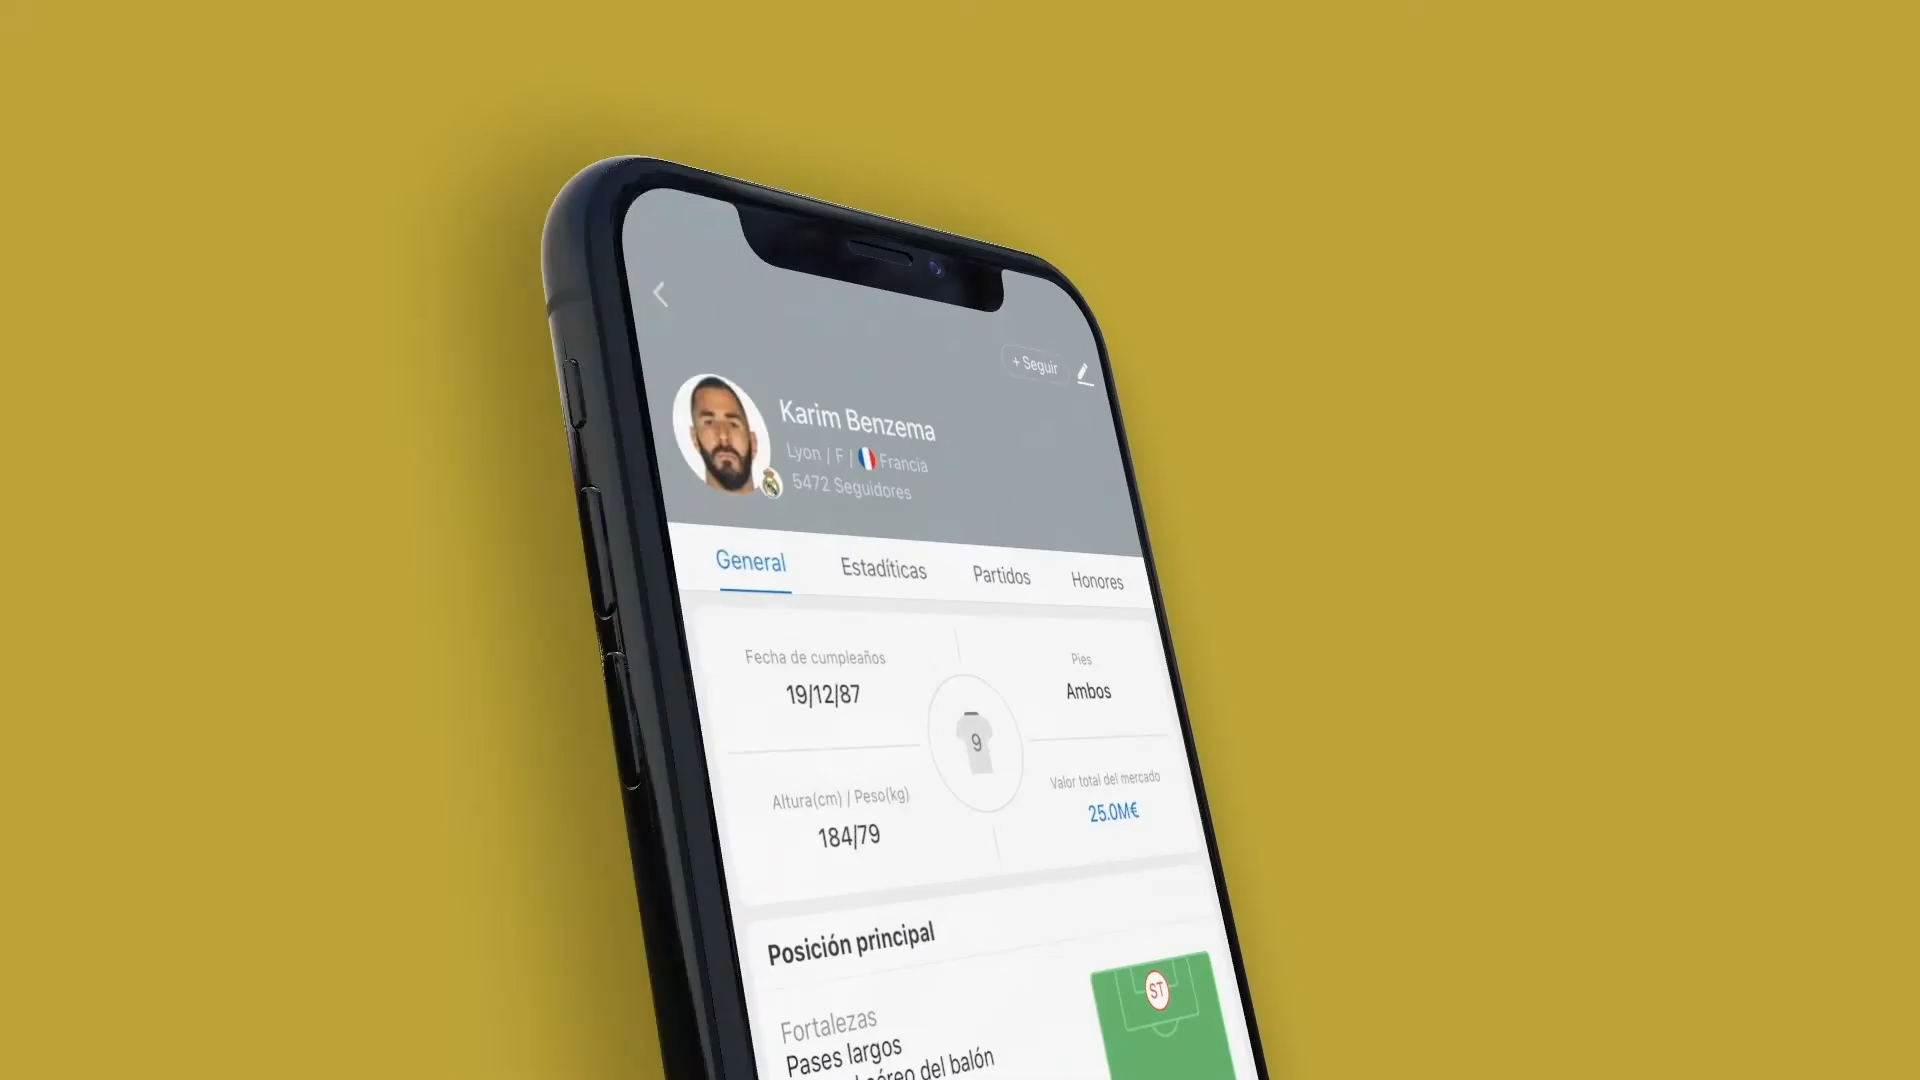 + Seguir
Karim Benzema
Lyon | F | Francia
5472 Seguidores
General Estadíticas Partidos Honores
Fecha de cumpleaños
19/12/87
Pies
Ambos
9
Altura(cm) / Peso(kg)
184/79
Valor total del mercado
25.0M€
Posición principal
ST
Fortalezas
Pases largos
aéreo del balón